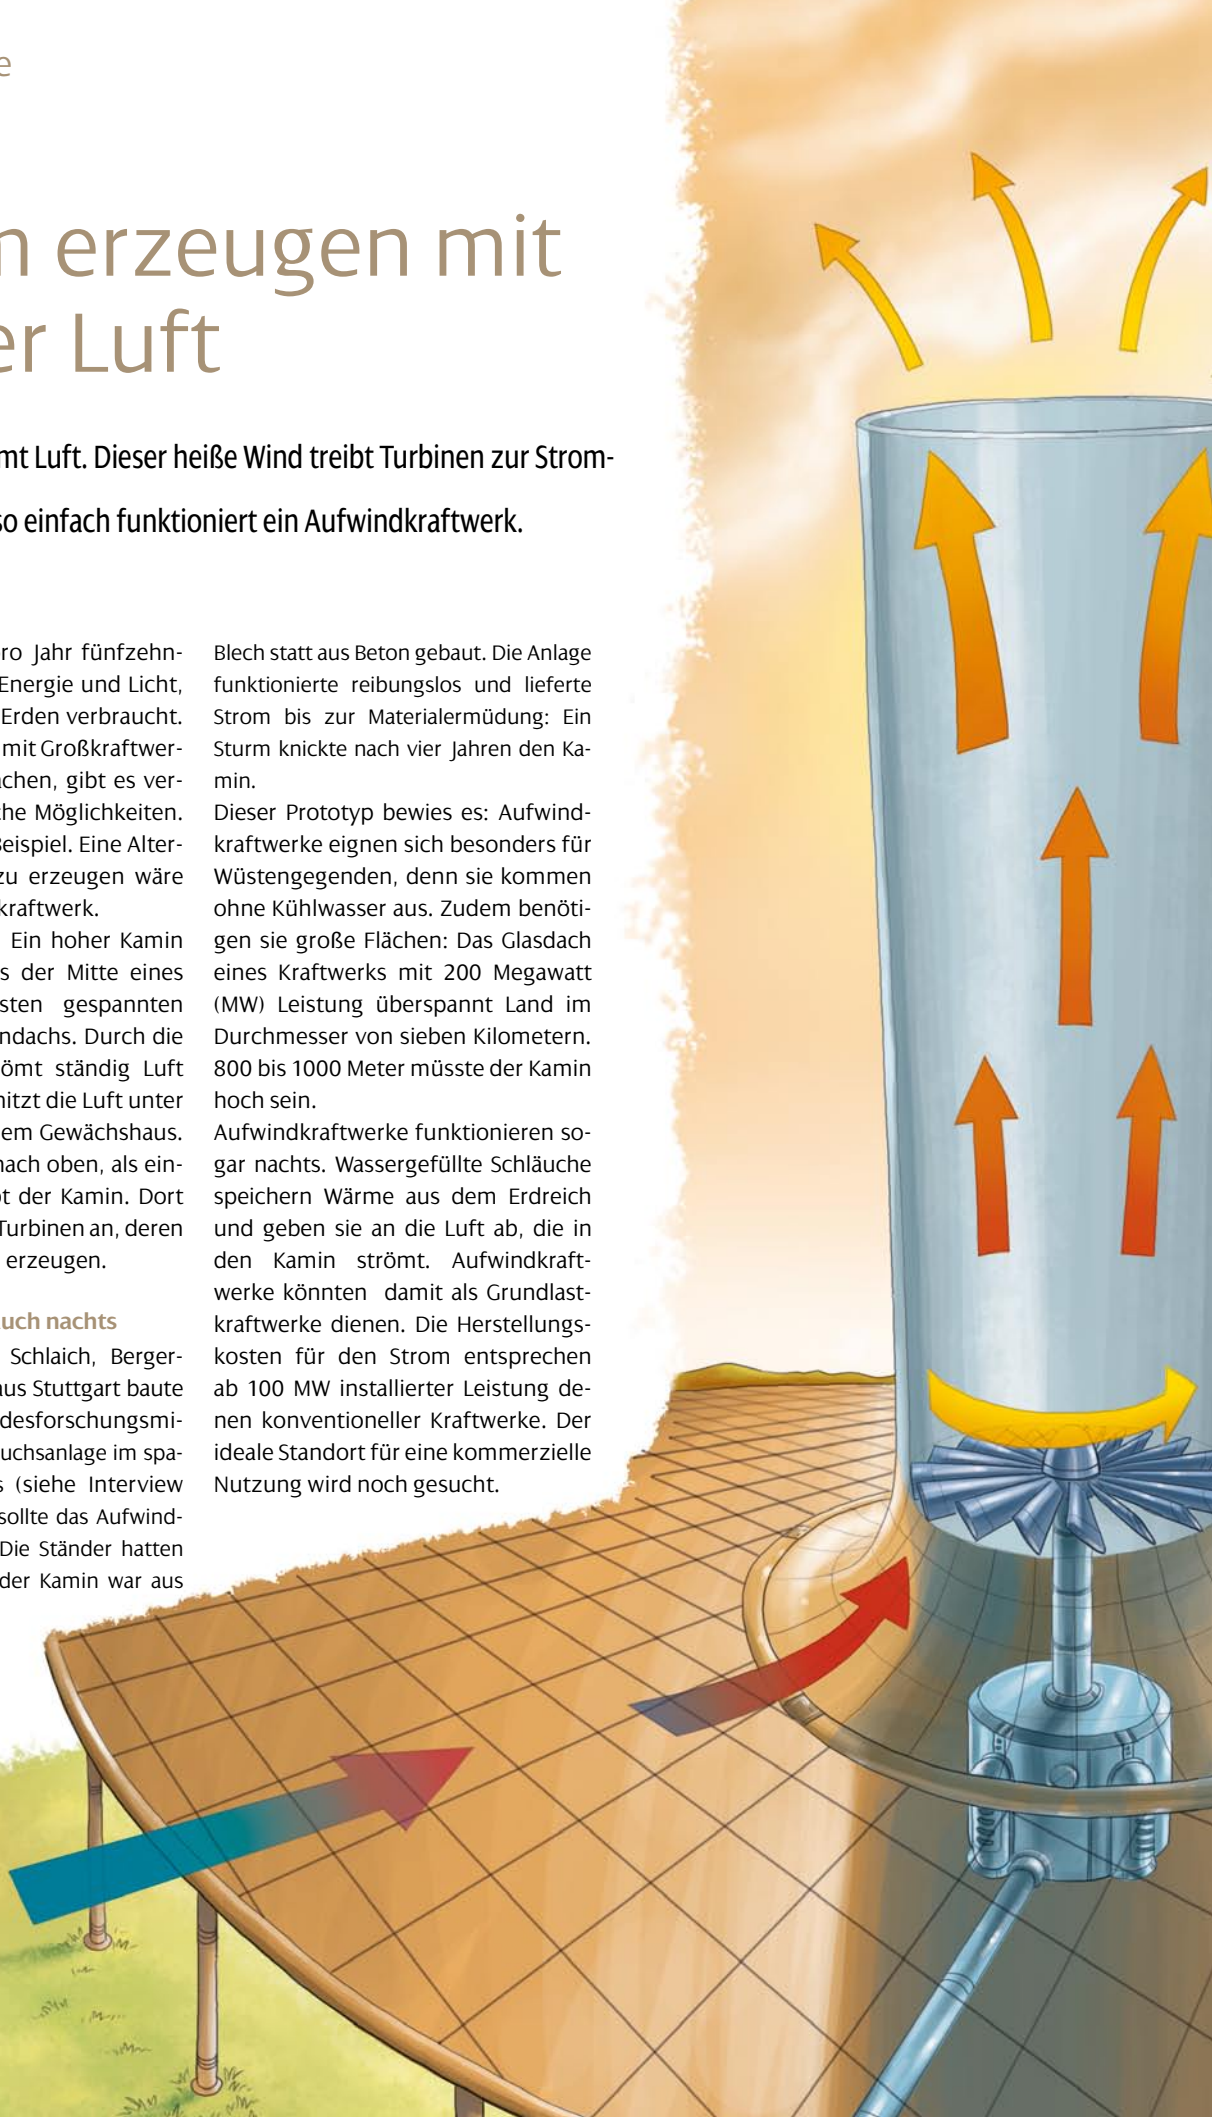 e
m erzeugen mit
er Luft
mt Luft. Dieser heiße Wind treibt Turbinen zur Strom-
so einfach funktioniert ein Aufwindkraftwerk.
ro Jahr fünfzehn-
Energie und Licht,
Erden verbraucht.
mit Großkraftwer-
achen, gibt es ver-
che Möglichkeiten.
Beispiel. Eine Alter-
zu erzeugen wäre
kraftwerk.
Ein hoher Kamin
s der Mitte eines
sten gespannten
ndachs. Durch die
ömt ständig Luft
hitzt die Luft unter
em Gewächshaus.
nach oben, als ein-
ot der Kamin. Dort
Turbinen an, deren
erzeugen.
uch nachts
Schlaich, Berger-
aus Stuttgart baute
desforschungsmi-
uchsanlage im spa-
s (siehe Interview
sollte das Aufwind-
Die Ständer hatten
der Kamin war aus
Blech statt aus Beton gebaut. Die Anlage
funktionierte reibungslos und lieferte
Strom bis zur Materialermüdung: Ein
Sturm knickte nach vier Jahren den Ka-
min.
Dieser Prototyp bewies es: Aufwind-
kraftwerke eignen sich besonders für
Wüstengegenden, denn sie kommen
ohne Kühlwasser aus. Zudem benöti-
gen sie große Flächen: Das Glasdach
eines Kraftwerks mit 200 Megawatt
(MW) Leistung überspannt Land im
Durchmesser von sieben Kilometern.
800 bis 1000 Meter müsste der Kamin
hoch sein.
Aufwindkraftwerke funktionieren so-
gar nachts. Wassergefüllte Schläuche
speichern Wärme aus dem Erdreich
und geben sie an die Luft ab, die in
den Kamin strömt. Aufwindkraft-
werke könnten damit als Grundlast-
kraftwerke dienen. Die Herstellungs-
kosten für den Strom entsprechen
ab 100 MW installierter Leistung de-
nen konventioneller Kraftwerke. Der
ideale Standort für eine kommerzielle
Nutzung wird noch gesucht.